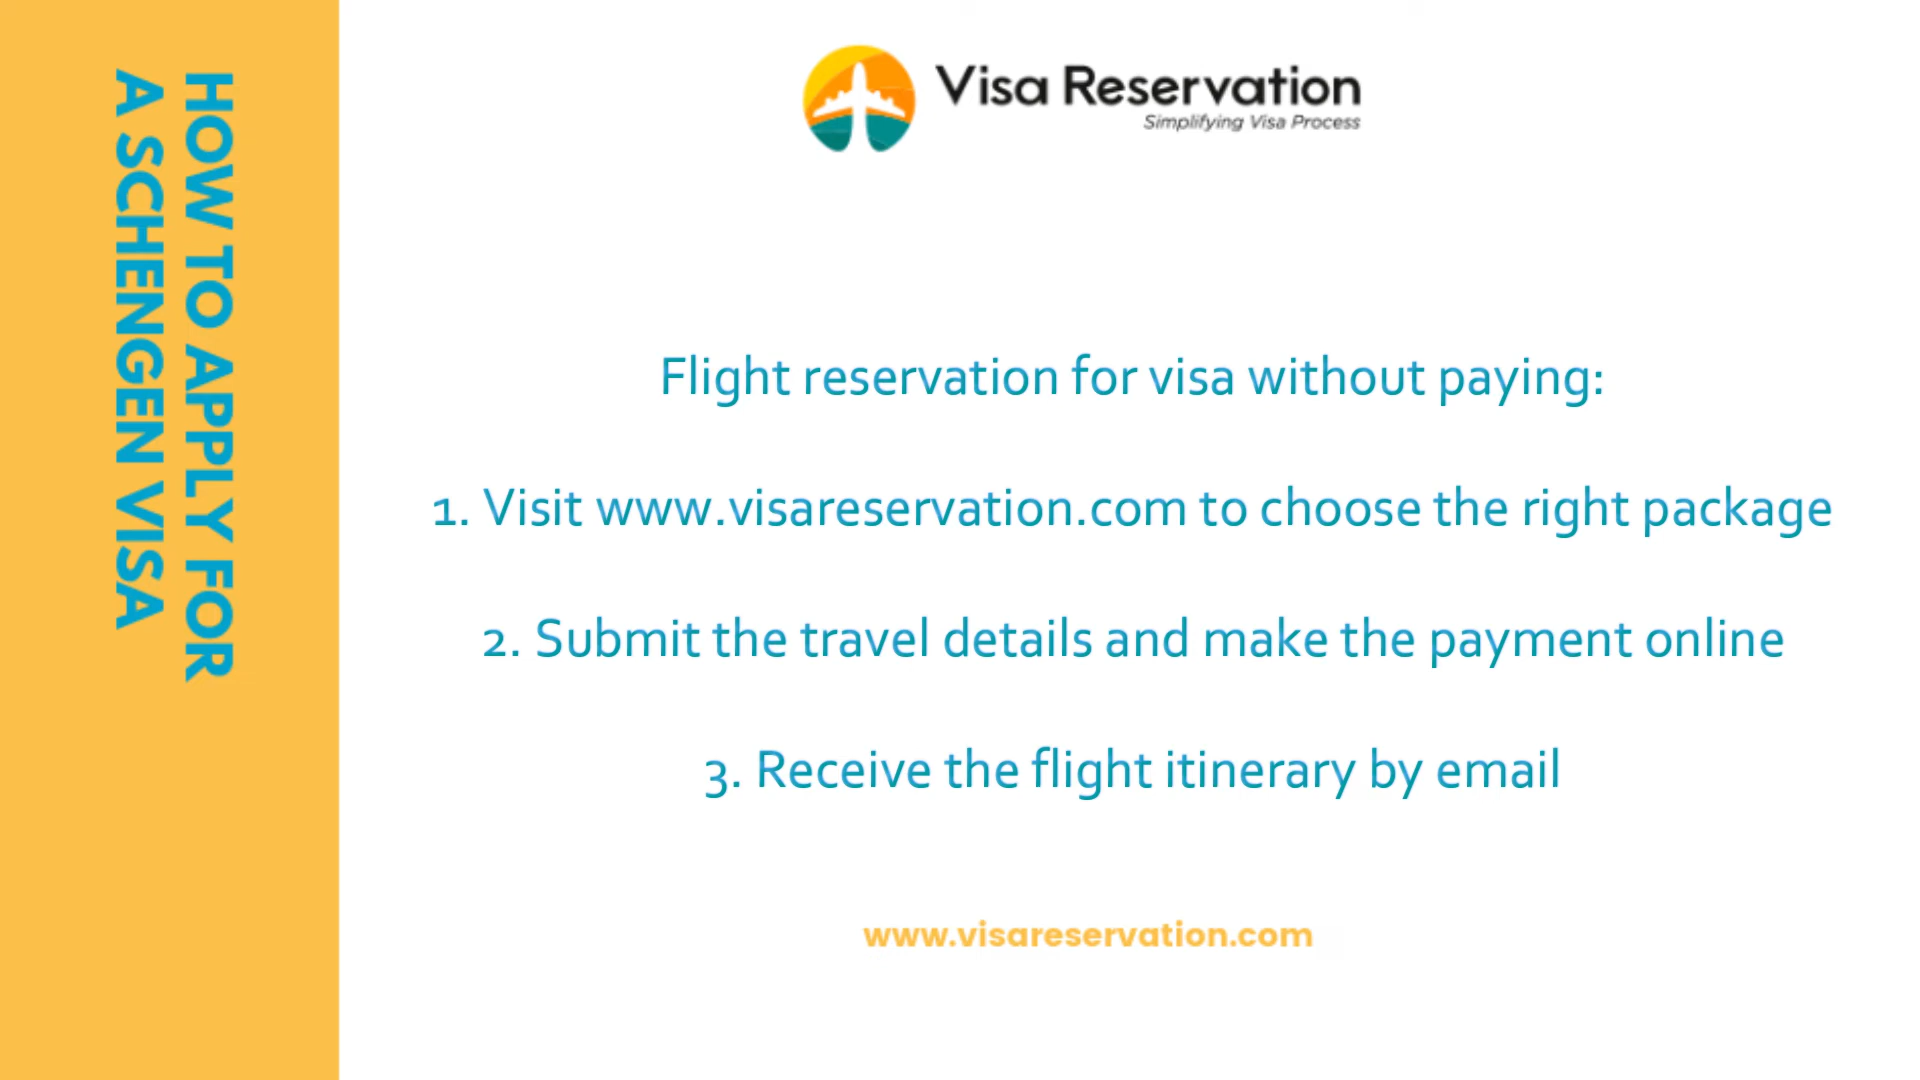 HOW TO APPLY FOR
A SCHENGEN VISA
Visa Reservation
Simplifying Visa Process
Flight reservation for visa without paying:
1. Visit www.visareservation.com to choose the right package
2. Submit the travel details and make the payment online
3. Receive the flight itinerary by email
www.visareservation.com